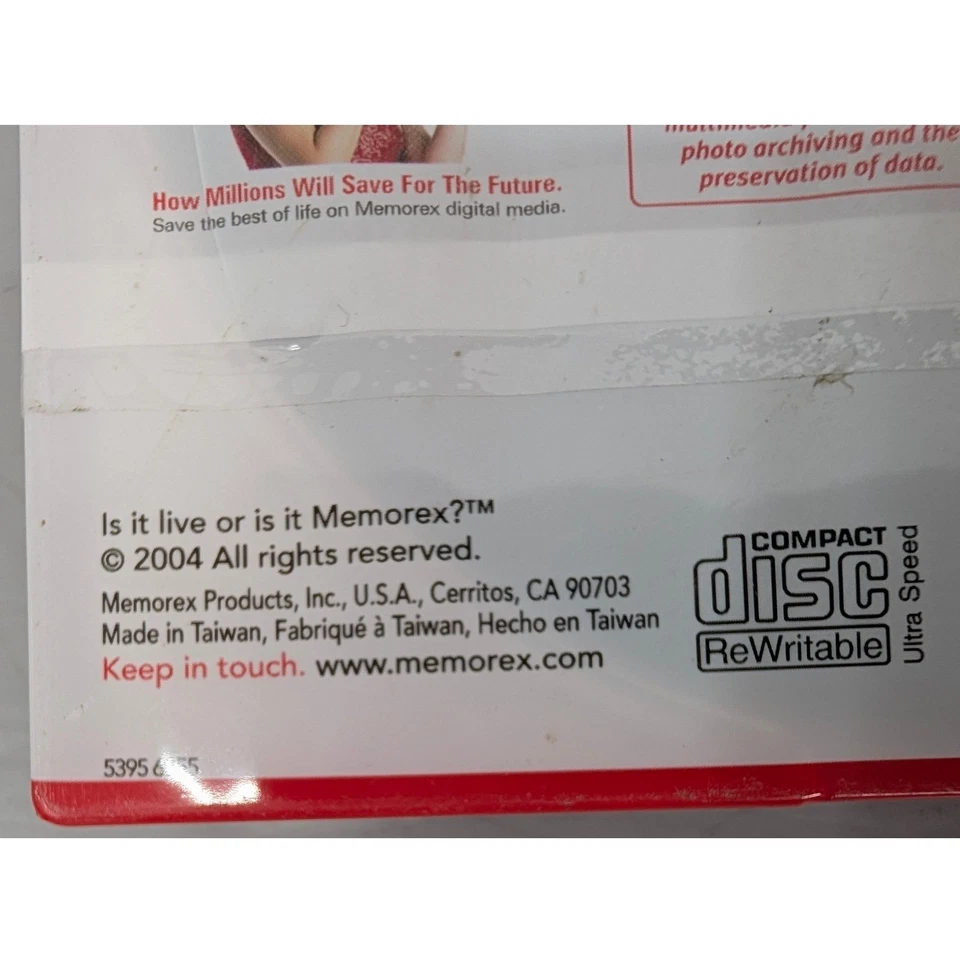 photo archiving and the
preservation of data.
How Millions Will Save For The Future.
Save the best of life on Memorex digital media.
Is it live or is it Memorex?™
© 2004 All rights reserved.
Memorex Products, Inc., U.S.A., Cerritos, CA 90703
Made in Taiwan, Fabriqué à Taiwan, Hecho en Taiwan
Keep in touch. www.memorex.com
COMPACT
disc
ReWritable
Ultra Speed
5395